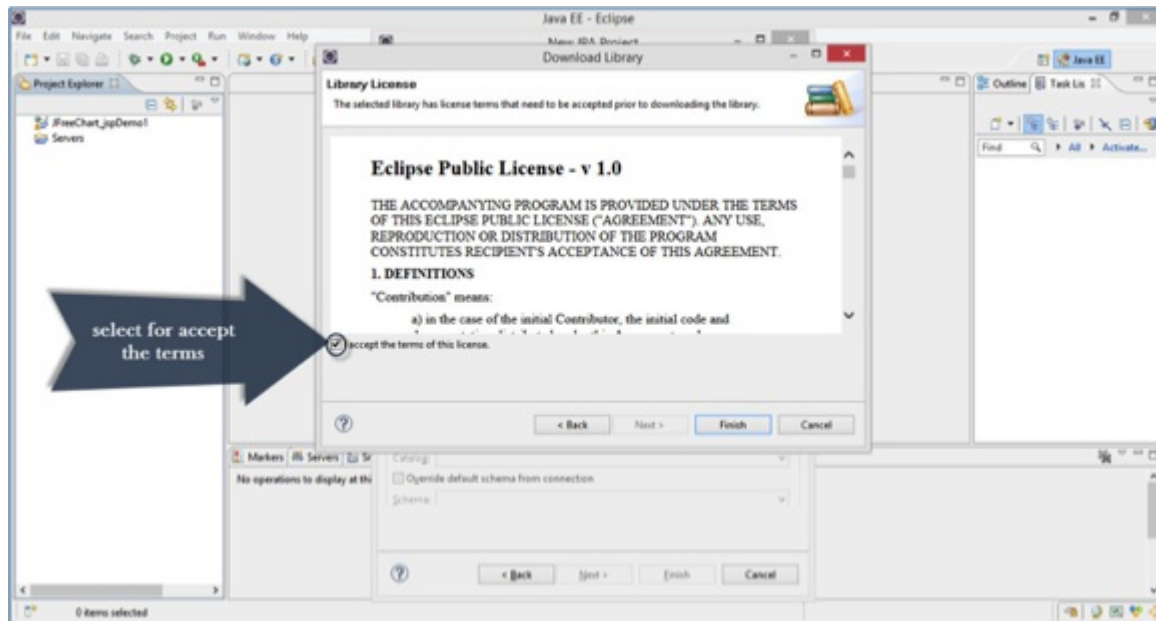 Java EE - Eclipse
File Edit Navigate Search Project Run Window Help
New JPA Project
Download Library
Java EE
Project Explorer
Library License
The selected library has license terms that need to be accepted prior to downloading the library.
Outline Task Lis
JFreeChart_jspDemo1
Servers
Find All Activate...
Eclipse Public License - v 1.0
THE ACCOMPANYING PROGRAM IS PROVIDED UNDER THE TERMS
OF THIS ECLIPSE PUBLIC LICENSE ("AGREEMENT"). ANY USE,
REPRODUCTION OR DISTRIBUTION OF THE PROGRAM
CONSTITUTES RECIPIENT'S ACCEPTANCE OF THIS AGREEMENT.
1. DEFINITIONS
"Contribution" means:
a) in the case of the initial Contributor, the initial code and
select for accept
the terms
accept the terms of this license.
< Back Next > Finish Cancel
Markers Servers
Catalog:
No operations to display at thi
Override default schema from connection
Schema:
< Back Next > Finish Cancel
0 items selected